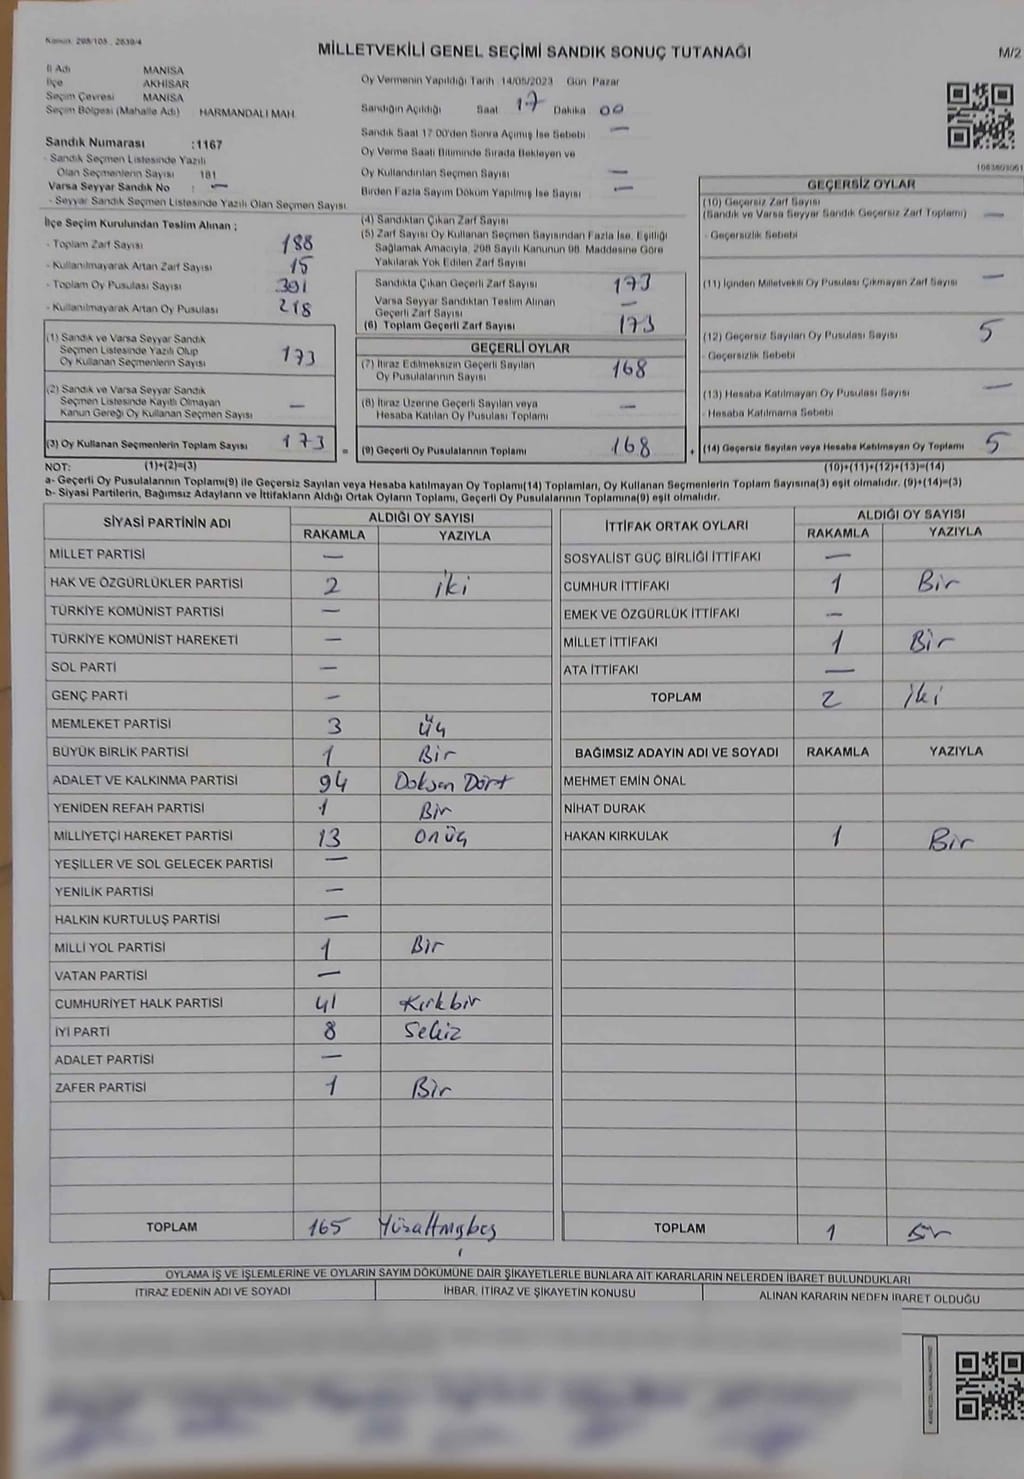 Kanun: 298/105 , 2839/4
MİLLETVEKİLİ GENEL SEÇİMİ SANDIK SONUÇ TUTANAĞI
M/2
İl Adı MANİSA
İlçe AKHİSAR
Seçim Çevresi MANİSA
Seçim Bölgesi (Mahalle Adı) HARMANDALI MAH.
Oy Vermenin Yapıldığı Tarih :14/05/2023 Gün Pazar
Sandığın Açıldığı Saat 17 Dakika 00
Sandık Saat 17:00'den Sonra Açımış İse Sebebi —
Oy Verme Saati Bitiminde Sırada Bekleyen ve
Oy Kullandırılan Seçmen Sayısı —
Birden Fazla Sayım Döküm Yapılmış İse Sayısı —
Sandık Numarası :1167
- Sandık Seçmen Listesinde Yazılı
Olan Seçmenlerin Sayısı 181
Varsa Seyyar Sandık No : —
- Seyyar Sandık Seçmen Listesinde Yazılı Olan Seçmen Sayısı.
İlçe Seçim Kurulundan Teslim Alınan ;
- Toplam Zarf Sayısı 188
- Kullanılmayarak Artan Zarf Sayısı 15
- Toplam Oy Pusulası Sayısı 391
- Kullanılmayarak Artan Oy Pusulası 218
(1) Sandık ve Varsa Seyyar Sandık
Seçmen Listesinde Yazılı Olup
Oy Kullanan Seçmenlerin Sayısı 173
(2) Sandık ve Varsa Seyyar Sandık
Seçmen Listesinde Kayıtlı Olmayan
Kanun Gereği Oy Kullanan Seçmen Sayısı —
(3) Oy Kullanan Seçmenlerin Toplam Sayısı 173 =
(4) Sandıktan Çıkan Zarf Sayısı
(5) Zarf Sayısı Oy Kullanan Seçmen Sayısından Fazla İse, Eşitliği
Sağlamak Amacıyla, 298 Sayılı Kanunun 98. Maddesine Göre
Yakılarak Yok Edilen Zarf Sayısı
Sandıkta Çıkan Geçerli Zarf Sayısı 173
Varsa Seyyar Sandıktan Teslim Alınan
Geçerli Zarf Sayısı —
(6) Toplam Geçerli Zarf Sayısı 173
GEÇERLİ OYLAR
(7) İtiraz Edilmeksizin Geçerli Sayılan
Oy Pusulalarının Sayısı 168
(8) İtiraz Üzerine Geçerli Sayılan veya
Hesaba Katılan Oy Pusulası Toplamı —
(9) Geçerli Oy Pusulalarının Toplamı 168 +
GEÇERSİZ OYLAR
(10) Geçersiz Zarf Sayısı
(Sandık ve Varsa Seyyar Sandık Geçersiz Zarf Toplamı) —
- Geçersizlik Sebebi
(11) İçinden Milletvekili Oy Pusulası Çıkmayan Zarf Sayısı —
(12) Geçersiz Sayılan Oy Pusulası Sayısı 5
- Geçersizlik Sebebi
(13) Hesaba Katılmayan Oy Pusulası Sayısı —
- Hesaba Katılmama Sebebi
(14) Geçersiz Sayılan veya Hesaba Katılmayan Oy Toplamı 5
NOT: (1)+(2)=(3) (10)+(11)+(12)+(13)=(14)
a- Geçerli Oy Pusulalarının Toplamı(9) ile Geçersiz Sayılan veya Hesaba katılmayan Oy Toplamı(14) Toplamları, Oy Kullanan Seçmenlerin Toplam Sayısına(3) eşit olmalıdır. (9)+(14)=(3)
b- Siyasi Partilerin, Bağımsız Adayların ve İttifakların Aldığı Ortak Oyların Toplamı, Geçerli Oy Pusulalarının Toplamına(9) eşit olmalıdır.
SİYASİ PARTİNİN ADI ALDIĞI OY SAYISI
RAKAMLA YAZIYLA
MİLLET PARTİSİ —
HAK VE ÖZGÜRLÜKLER PARTİSİ 2 iki
TÜRKİYE KOMÜNİST PARTİSİ —
TÜRKİYE KOMÜNİST HAREKETİ —
SOL PARTİ —
GENÇ PARTİ —
MEMLEKET PARTİSİ 3 Üç
BÜYÜK BİRLİK PARTİSİ 1 Bir
ADALET VE KALKINMA PARTİSİ 94 Doksan Dört
YENİDEN REFAH PARTİSİ 1 Bir
MİLLİYETÇİ HAREKET PARTİSİ 13 onüç
YEŞİLLER VE SOL GELECEK PARTİSİ —
YENİLİK PARTİSİ —
HALKIN KURTULUŞ PARTİSİ —
MİLLİ YOL PARTİSİ 1 Bir
VATAN PARTİSİ —
CUMHURİYET HALK PARTİSİ 41 Kırkbir
İYİ PARTİ 8 Sekiz
ADALET PARTİSİ —
ZAFER PARTİSİ 1 Bir
TOPLAM 165 Yüzaltmışbeş
İTTİFAK ORTAK OYLARI ALDIĞI OY SAYISI
RAKAMLA YAZIYLA
SOSYALİST GÜÇ BİRLİĞİ İTTİFAKI —
CUMHUR İTTİFAKI 1 Bir
EMEK VE ÖZGÜRLÜK İTTİFAKI —
MİLLET İTTİFAKI 1 Bir
ATA İTTİFAKI —
TOPLAM 2 iki
BAĞIMSIZ ADAYIN ADI VE SOYADI RAKAMLA YAZIYLA
MEHMET EMİN ÖNAL
NİHAT DURAK
HAKAN KIRKULAK 1 Bir
TOPLAM 1 Bir
OYLAMA İŞ VE İŞLEMLERİNE VE OYLARIN SAYIM DÖKÜMÜNE DAİR ŞİKAYETLERLE BUNLARA AİT KARARLARIN NELERDEN İBARET BULUNDUKLARI
İTİRAZ EDENİN ADI VE SOYADI İHBAR, İTİRAZ VE ŞİKAYETİN KONUSU ALINAN KARARIN NEDEN İBARET OLDUĞU